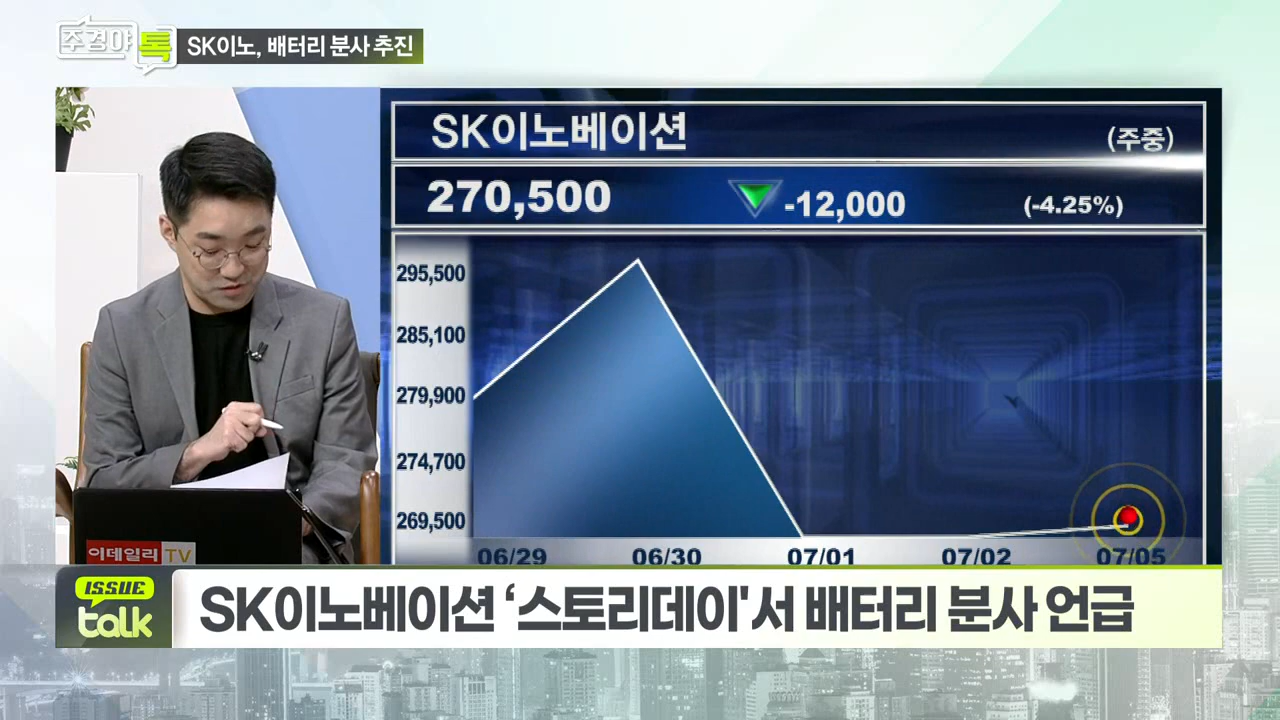 주경야
톡
SK이노, 배터리 분사 추진
SK이노베이션
(주중)
270,500
-12,000
(-4.25%)
295,500
285,100
279,900
274,700
269,500
06/29
06/30
07/01
07/02
07/05
이데일리TV
ISSUE
talk
SK이노베이션 ‘스토리데이'서 배터리 분사 언급